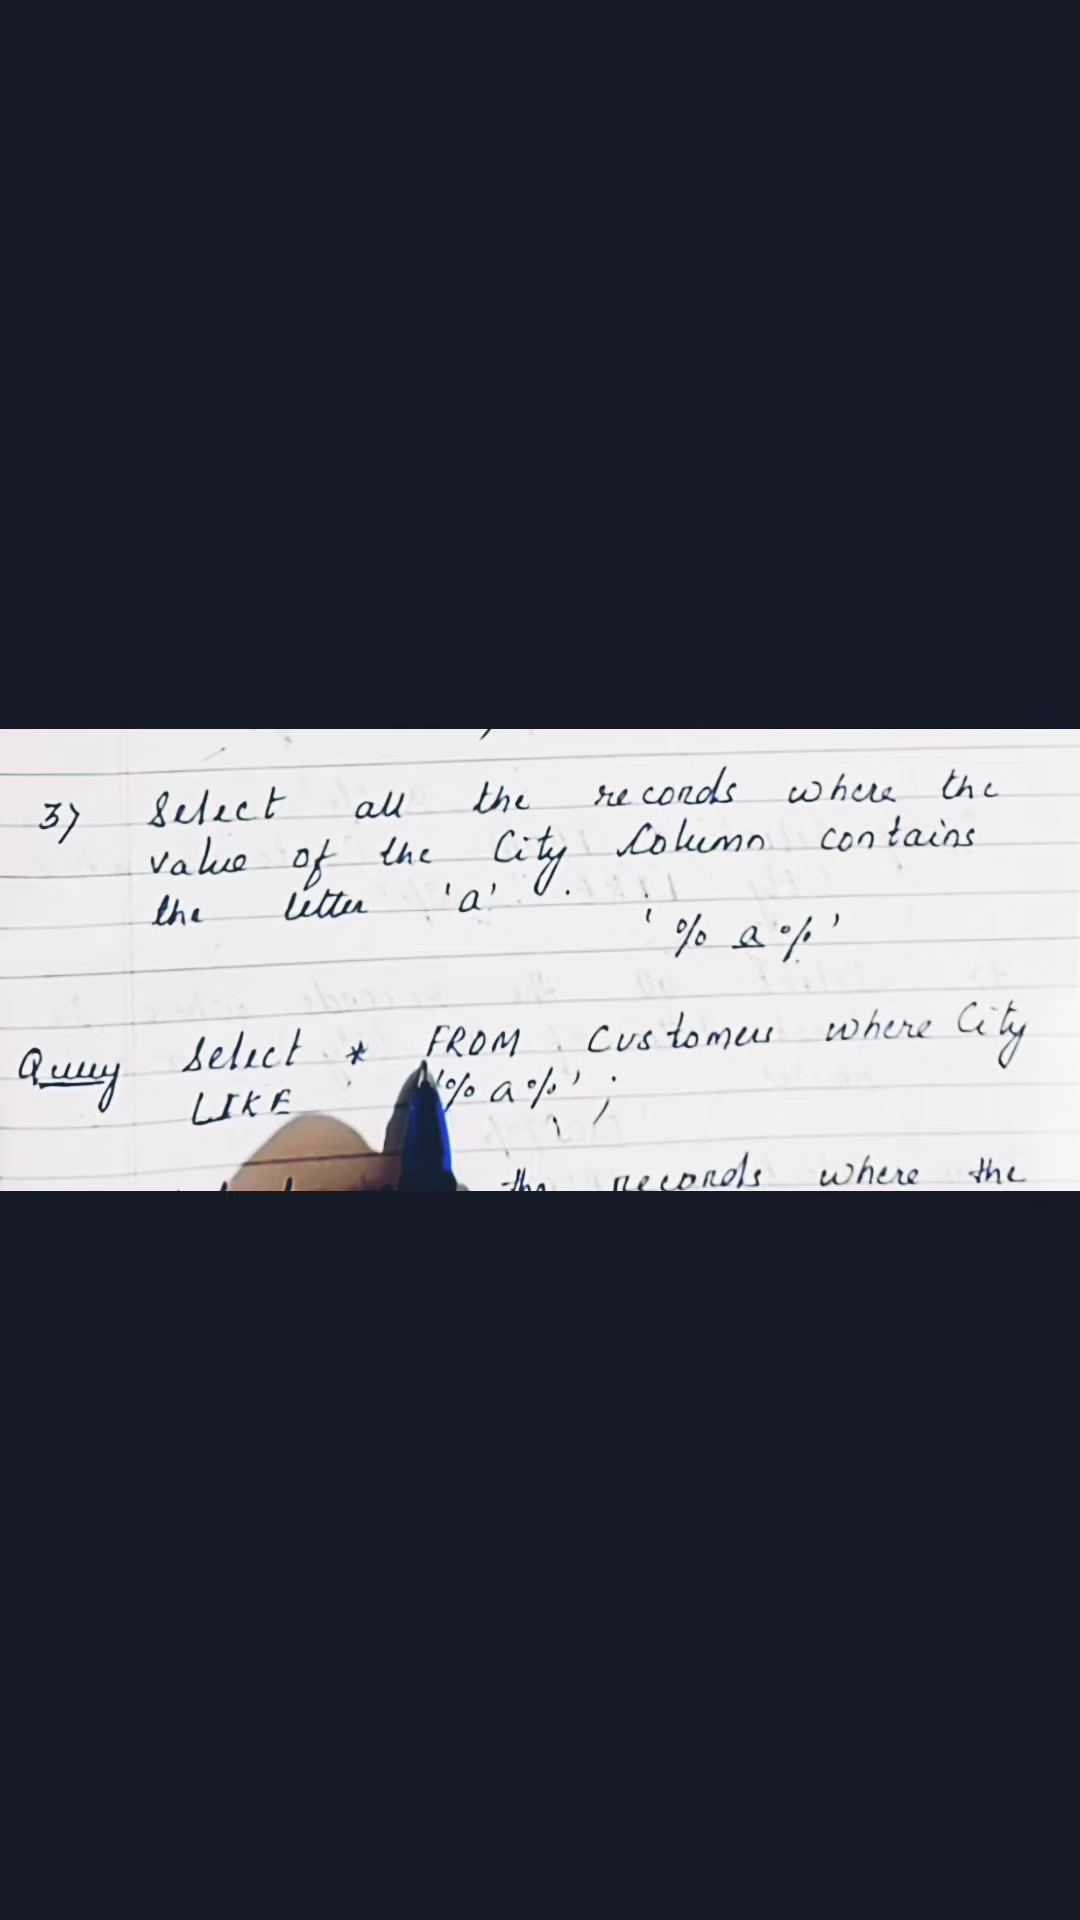 3) Select all the records where the
value of the City Column contains
the letter 'a'.
'% a %'
Query Select * FROM Customers where City
LIKE '% a %' ;
the records where the